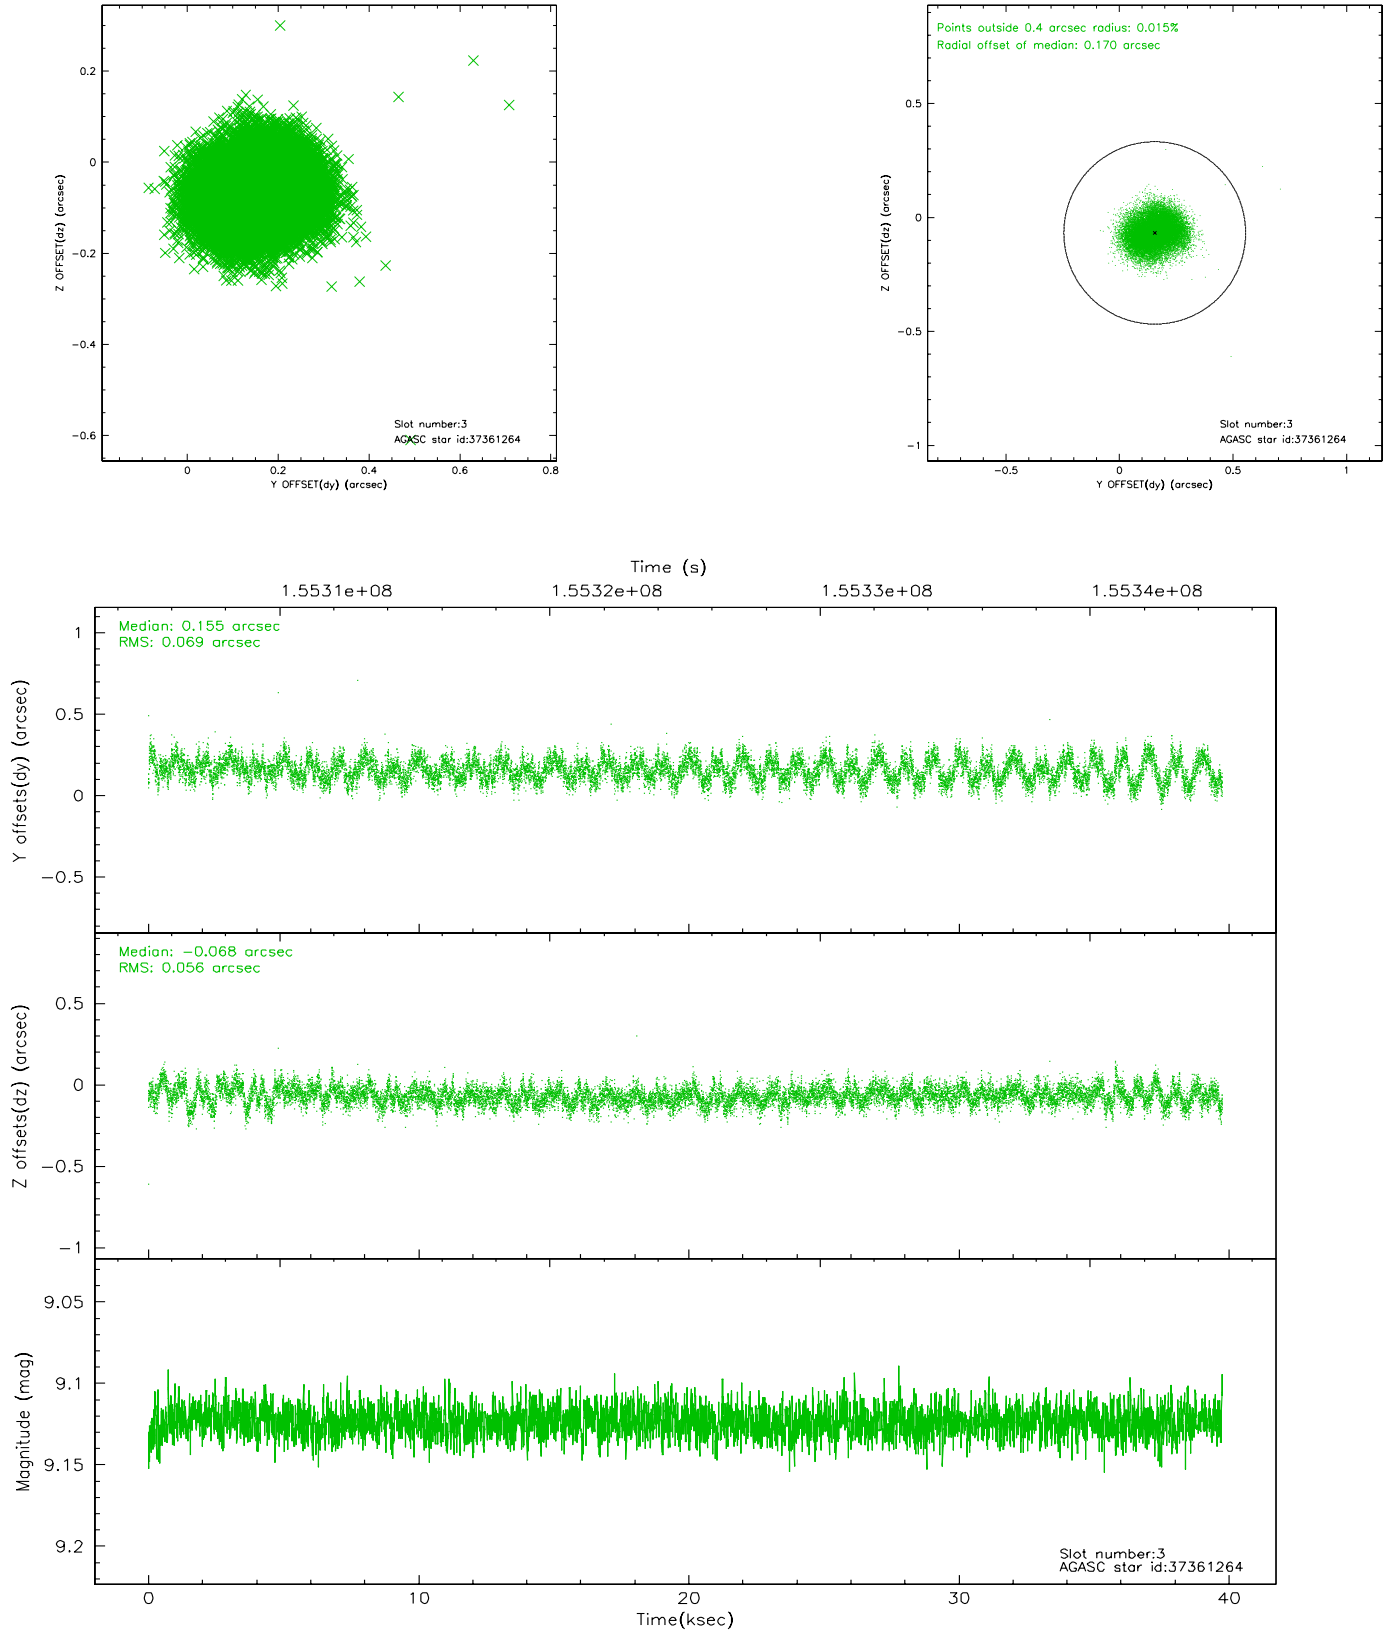 0.2
0
−0.2
−0.4
−0.6
Z OFFSET(dz) (arcsec)
Slot number:3
AGASC star id:37361264
0 0.2 0.4 0.6 0.8
Y OFFSET(dy) (arcsec)
Points outside 0.4 arcsec radius: 0.015%
Radial offset of median: 0.170 arcsec
0.5
0
−0.5
−1
Z OFFSET(dz) (arcsec)
Slot number:3
AGASC star id:37361264
−0.5 0 0.5 1
Y OFFSET(dy) (arcsec)
Time (s)
1.5531e+08 1.5532e+08 1.5533e+08 1.5534e+08
Median: 0.155 arcsec
RMS: 0.069 arcsec
1
0.5
0
−0.5
Y offsets(dy) (arcsec)
Median: −0.068 arcsec
RMS: 0.056 arcsec
0.5
0
−0.5
−1
Z offsets(dz) (arcsec)
9.05
9.1
9.15
9.2
Magnitude (mag)
Slot number:3
AGASC star id:37361264
0 10 20 30 40
Time(ksec)